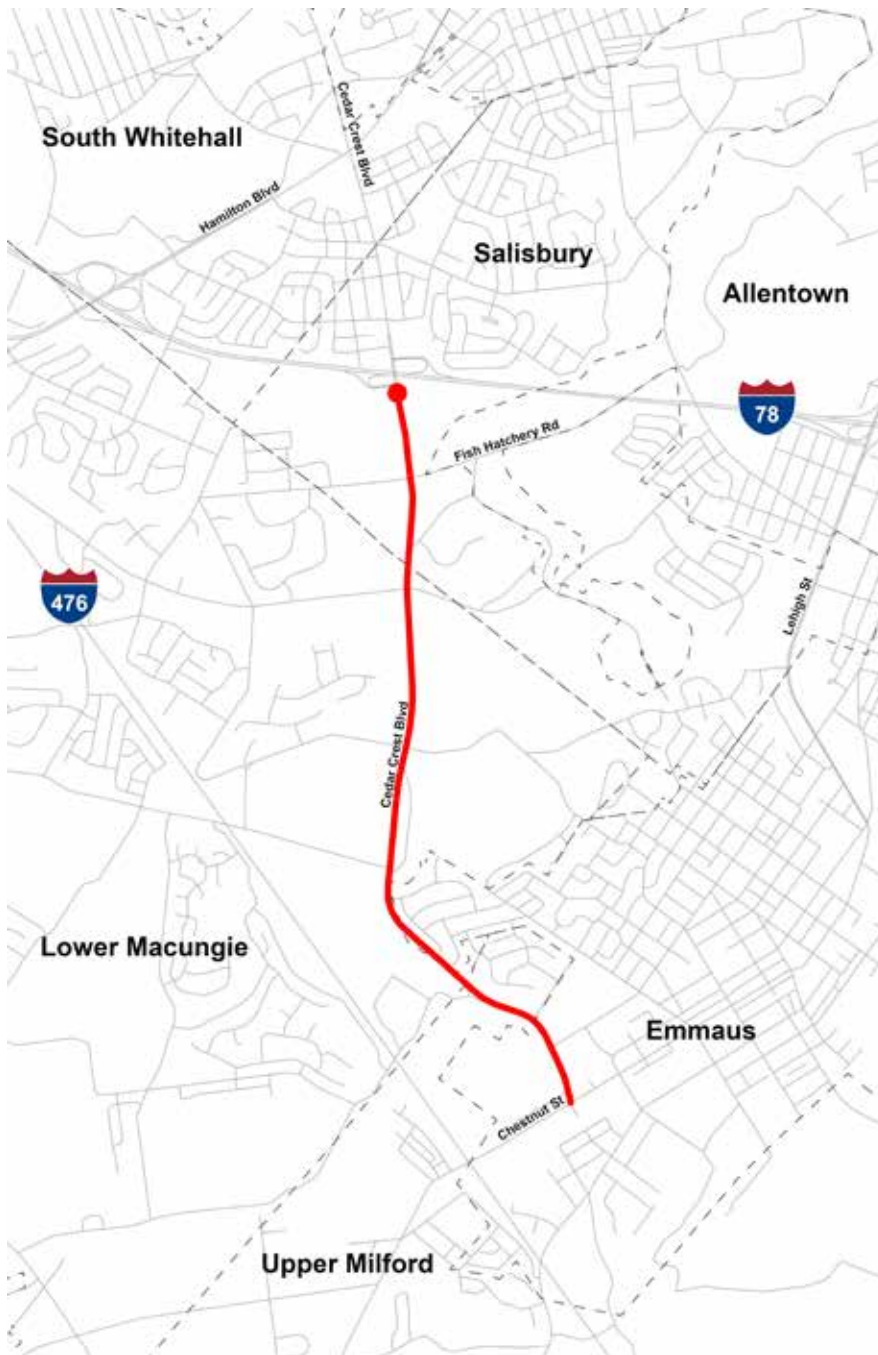 Cedar Crest Blvd
South Whitehall
Hamilton Blvd
Salisbury
Allentown
78
Fish Hatchery Rd
476
Lehigh St
Cedar Crest Blvd
Lower Macungie
Emmaus
Chestnut St
Upper Milford